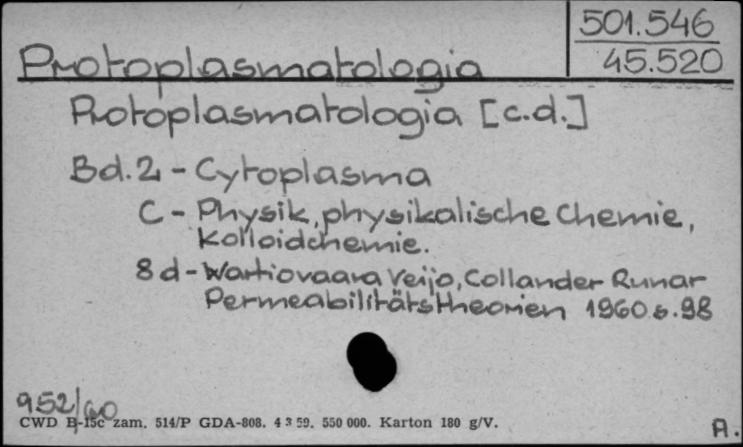 501.546
45.520
Protoplasmatologia
Protoplasmatologia [c.d.]
Bd.2 - Cytoplasma
C - Physik, physikalische Chemie,
Kolloidchemie.
8d - Wartiovaara Veijo, Collander Runar
Permeabilitätstheorien 1960 s.98
952/60
CWD B-15c zam. 514/P GDA-808. 4 3 59. 550 000. Karton 180 g/V.
A.